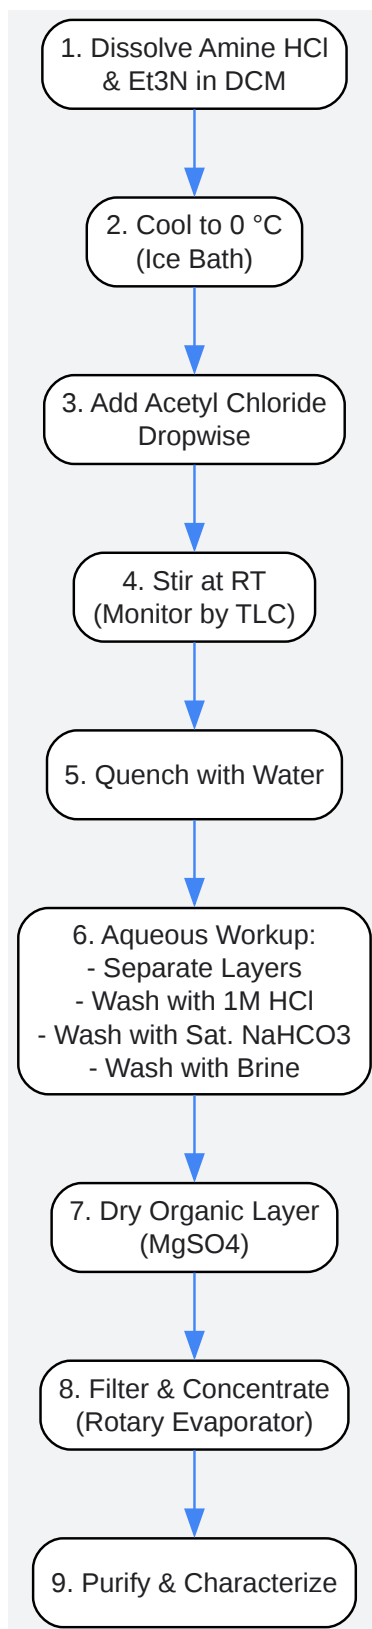 1. Dissolve Amine HCl
& Et3N in DCM
2. Cool to 0 °C
(Ice Bath)
3. Add Acetyl Chloride
Dropwise
4. Stir at RT
(Monitor by TLC)
5. Quench with Water
6. Aqueous Workup:
- Separate Layers
- Wash with 1M HCl
- Wash with Sat. NaHCO3
- Wash with Brine
7. Dry Organic Layer
(MgSO4)
8. Filter & Concentrate
(Rotary Evaporator)
9. Purify & Characterize